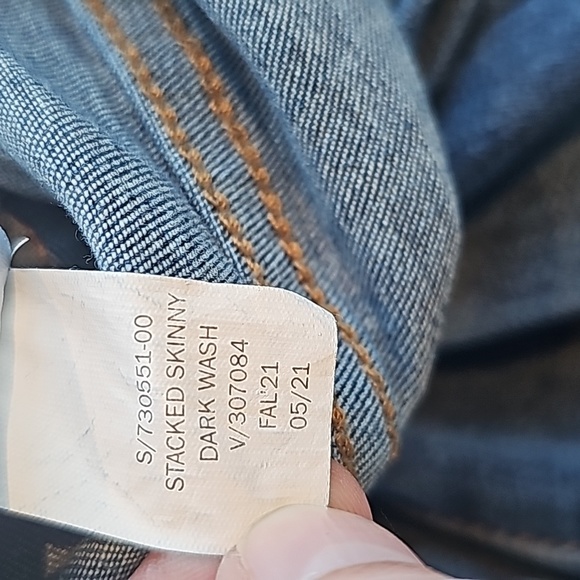 S/730551-00
STACKED SKINNY
DARK WASH
V/307084
FAL'21
05/21